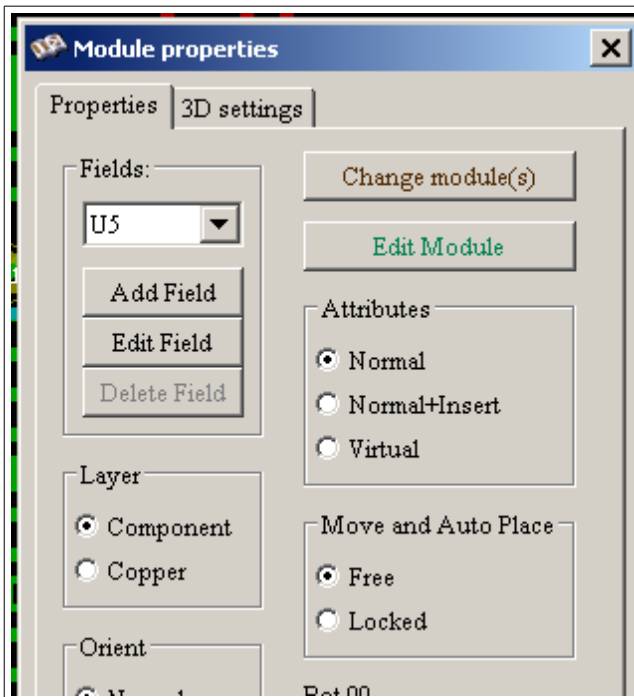 Module properties
Properties
3D settings
Fields:
U5
Add Field
Edit Field
Delete Field
Layer
Component
Copper
Orient
Change module(s)
Edit Module
Attributes
Normal
Normal+Insert
Virtual
Move and Auto Place
Free
Locked